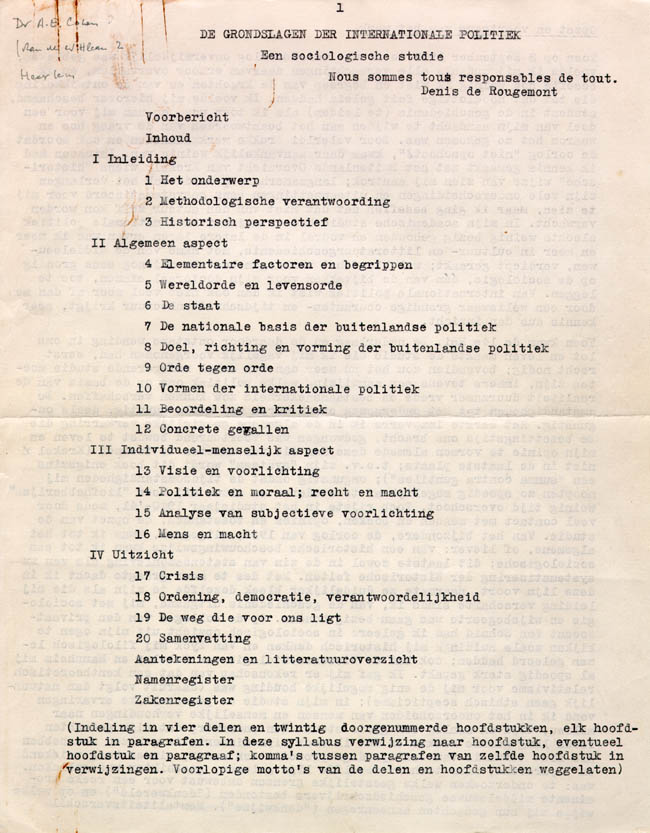 1
Dr A.E. Cohen
Haarlem
DE GRONDSLAGEN DER INTERNATIONALE POLITIEK
Een sociologische studie
Nous sommes tous responsables de tout.
Denis de Rougemont
Voorbericht
Inhoud
I Inleiding
1 Het onderwerp
2 Methodologische verantwoording
3 Historisch perspectief
II Algemeen aspect
4 Elementaire factoren en begrippen
5 Wereldorde en levensorde
6 De staat
7 De nationale basis der buitenlandse politiek
8 Doel, richting en vorming der buitenlandse politiek
9 Orde tegen orde
10 Vormen der internationale politiek
11 Beoordeling en kritiek
12 Concrete gevallen
III Individueel-menselijk aspect
13 Visie en voorlichting
14 Politiek en moraal; recht en macht
15 Analyse van subjectieve voorlichting
16 Mens en macht
IV Uitzicht
17 Crisis
18 Ordening, democratie, verantwoordelijkheid
19 De weg die voor ons ligt
20 Samenvatting
Aantekeningen en litteratuuroverzicht
Namenregister
Zakenregister
(Indeling in vier delen en twintig doorgenummerde hoofdstukken, elk hoofd-
stuk in paragrafen. In deze syllabus verwijzing naar hoofdstuk, eventueel
hoofdstuk en paragraaf; komma's tussen paragrafen van zelfde hoofdstuk in
verwijzingen. Voorlopige motto's van de delen en hoofdstukken weggelaten)